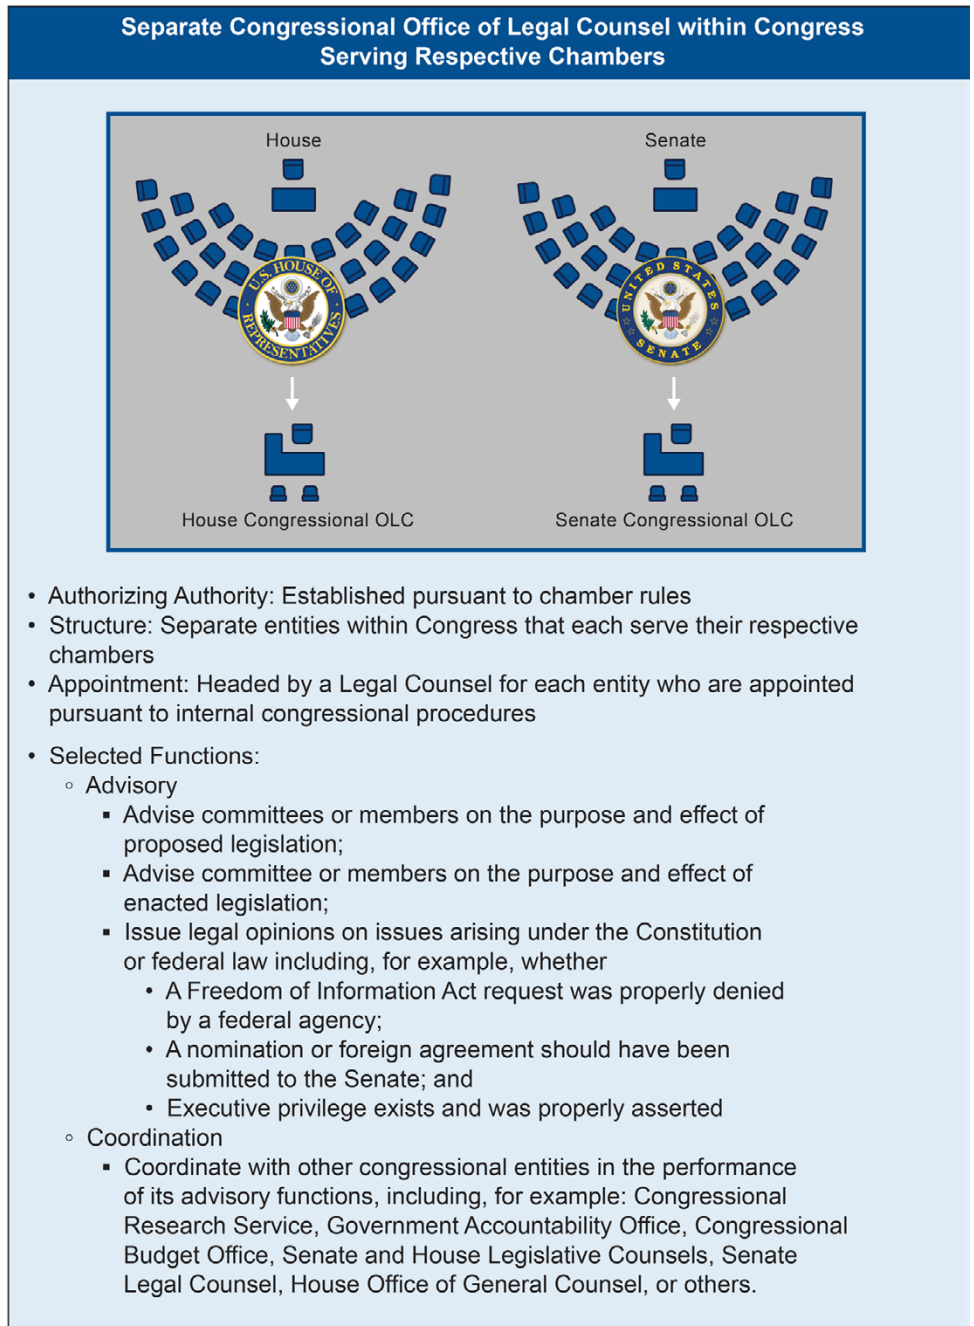 Separate Congressional Office of Legal Counsel within Congress
Serving Respective Chambers
House
Senate
U.S. HOUSE OF
REPRESENTATIVES
UNITED STATES
SENATE
House Congressional OLC
Senate Congressional OLC
• Authorizing Authority: Established pursuant to chamber rules
• Structure: Separate entities within Congress that each serve their respective
chambers
• Appointment: Headed by a Legal Counsel for each entity who are appointed
pursuant to internal congressional procedures
• Selected Functions:
◦ Advisory
▪ Advise committees or members on the purpose and effect of
proposed legislation;
▪ Advise committee or members on the purpose and effect of
enacted legislation;
▪ Issue legal opinions on issues arising under the Constitution
or federal law including, for example, whether
• A Freedom of Information Act request was properly denied
by a federal agency;
• A nomination or foreign agreement should have been
submitted to the Senate; and
• Executive privilege exists and was properly asserted
◦ Coordination
▪ Coordinate with other congressional entities in the performance
of its advisory functions, including, for example: Congressional
Research Service, Government Accountability Office, Congressional
Budget Office, Senate and House Legislative Counsels, Senate
Legal Counsel, House Office of General Counsel, or others.